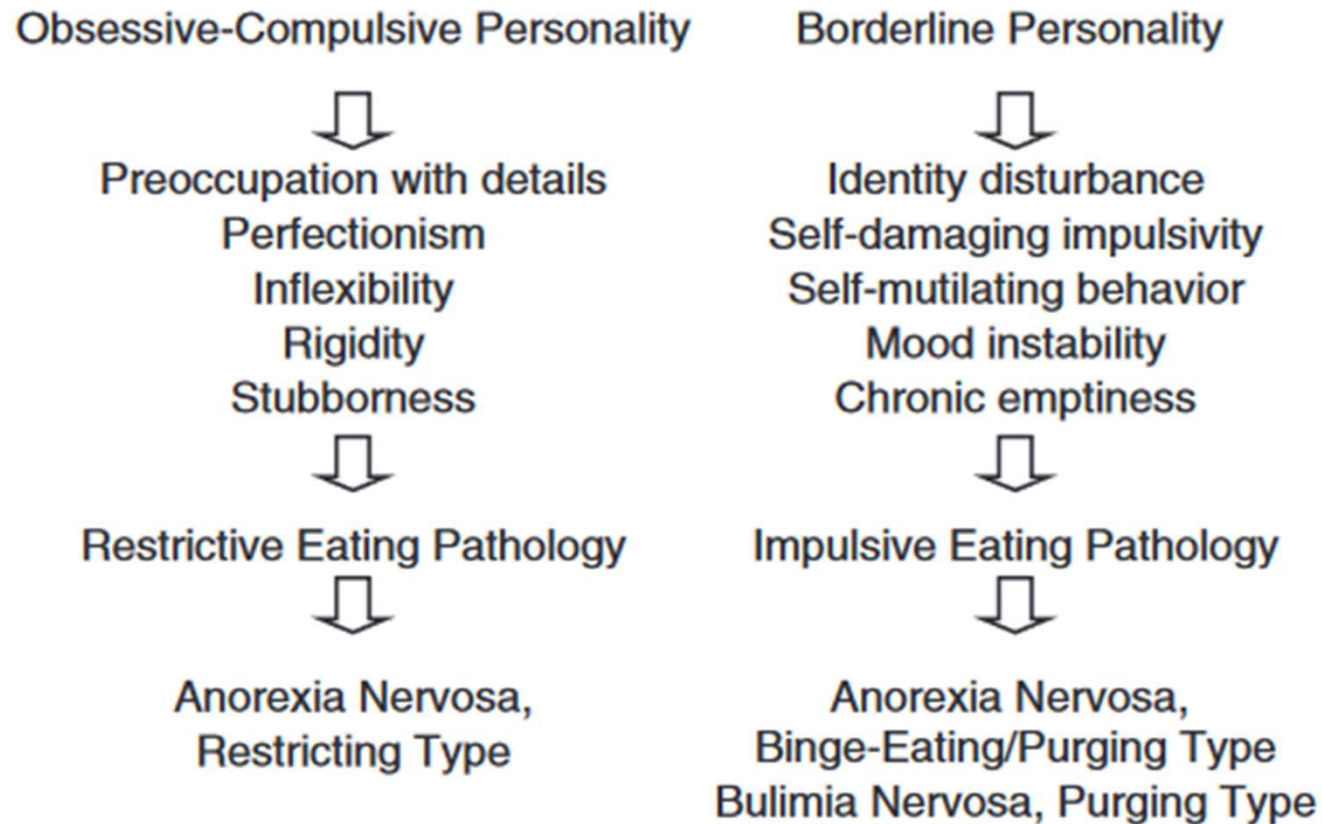 Obsessive-Compulsive Personality
Preoccupation with details
Perfectionism
Inflexibility
Rigidity
Stubborness
Restrictive Eating Pathology
Anorexia Nervosa,
Restricting Type
Borderline Personality
Identity disturbance
Self-damaging impulsivity
Self-mutilating behavior
Mood instability
Chronic emptiness
Impulsive Eating Pathology
Anorexia Nervosa,
Binge-Eating/Purging Type
Bulimia Nervosa, Purging Type